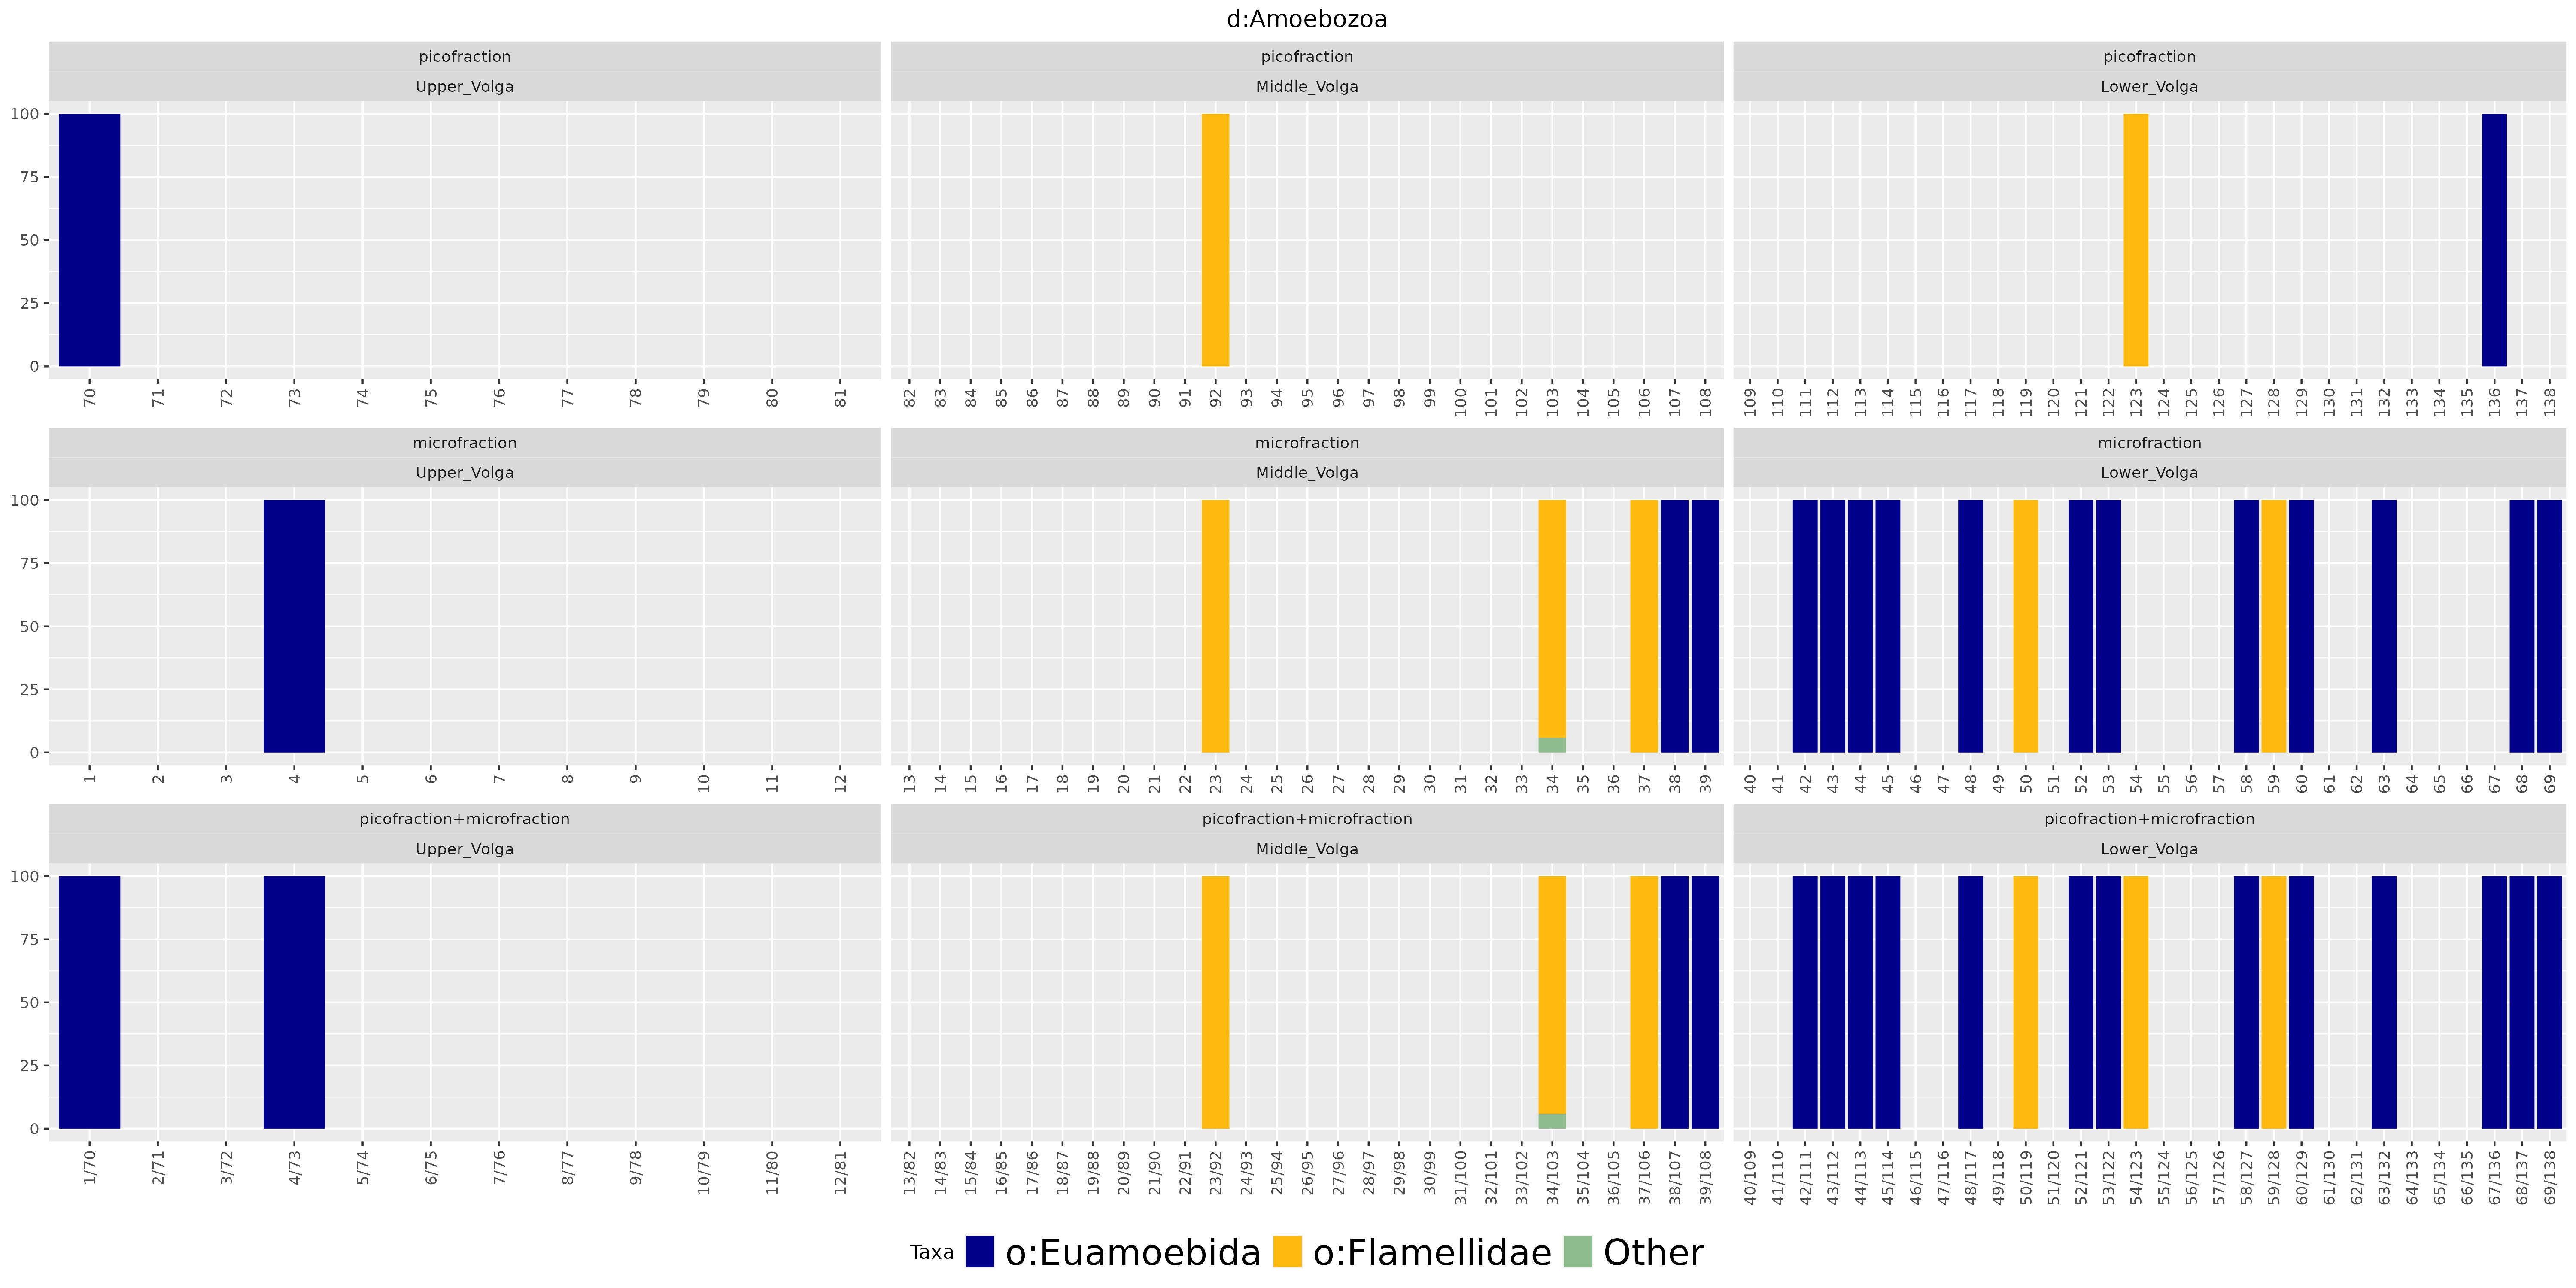 d:Amoebozoa
picofraction picofraction picofraction
Upper_Volga Middle_Volga Lower_Volga
100
75
50
25
0
70 71 72 73 74 75 76 77 78 79 80 81 82 83 84 85 86 87 88 89 90 91 92 93 94 95 96 97 98 99 100 101 102 103 104 105 106 107 108 109 110 111 112 113 114 115 116 117 118 119 120 121 122 123 124 125 126 127 128 129 130 131 132 133 134 135 136 137 138
microfraction microfraction microfraction
Upper_Volga Middle_Volga Lower_Volga
100
75
50
25
0
1 2 3 4 5 6 7 8 9 10 11 12 13 14 15 16 17 18 19 20 21 22 23 24 25 26 27 28 29 30 31 32 33 34 35 36 37 38 39 40 41 42 43 44 45 46 47 48 49 50 51 52 53 54 55 56 57 58 59 60 61 62 63 64 65 66 67 68 69
picofraction+microfraction picofraction+microfraction picofraction+microfraction
Upper_Volga Middle_Volga Lower_Volga
100
75
50
25
0
1/70 2/71 3/72 4/73 5/74 6/75 7/76 8/77 9/78 10/79 11/80 12/81 13/82 14/83 15/84 16/85 17/86 18/87 19/88 20/89 21/90 22/91 23/92 24/93 25/94 26/95 27/96 28/97 29/98 30/99 31/100 32/101 33/102 34/103 35/104 36/105 37/106 38/107 39/108 40/109 41/110 42/111 43/112 44/113 45/114 46/115 47/116 48/117 49/118 50/119 51/120 52/121 53/122 54/123 55/124 56/125 57/126 58/127 59/128 60/129 61/130 62/131 63/132 64/133 65/134 66/135 67/136 68/137 69/138
Taxa o:Euamoebida o:Flamellidae Other